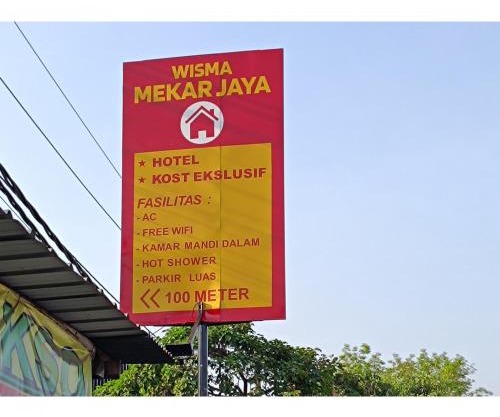 WISMA
MEKAR JAYA
★ HOTEL
★ KOST EKSLUSIF
FASILITAS :
- AC
- FREE WIFI
- KAMAR MANDI DALAM
- HOT SHOWER
- PARKIR LUAS
<< 100 METER